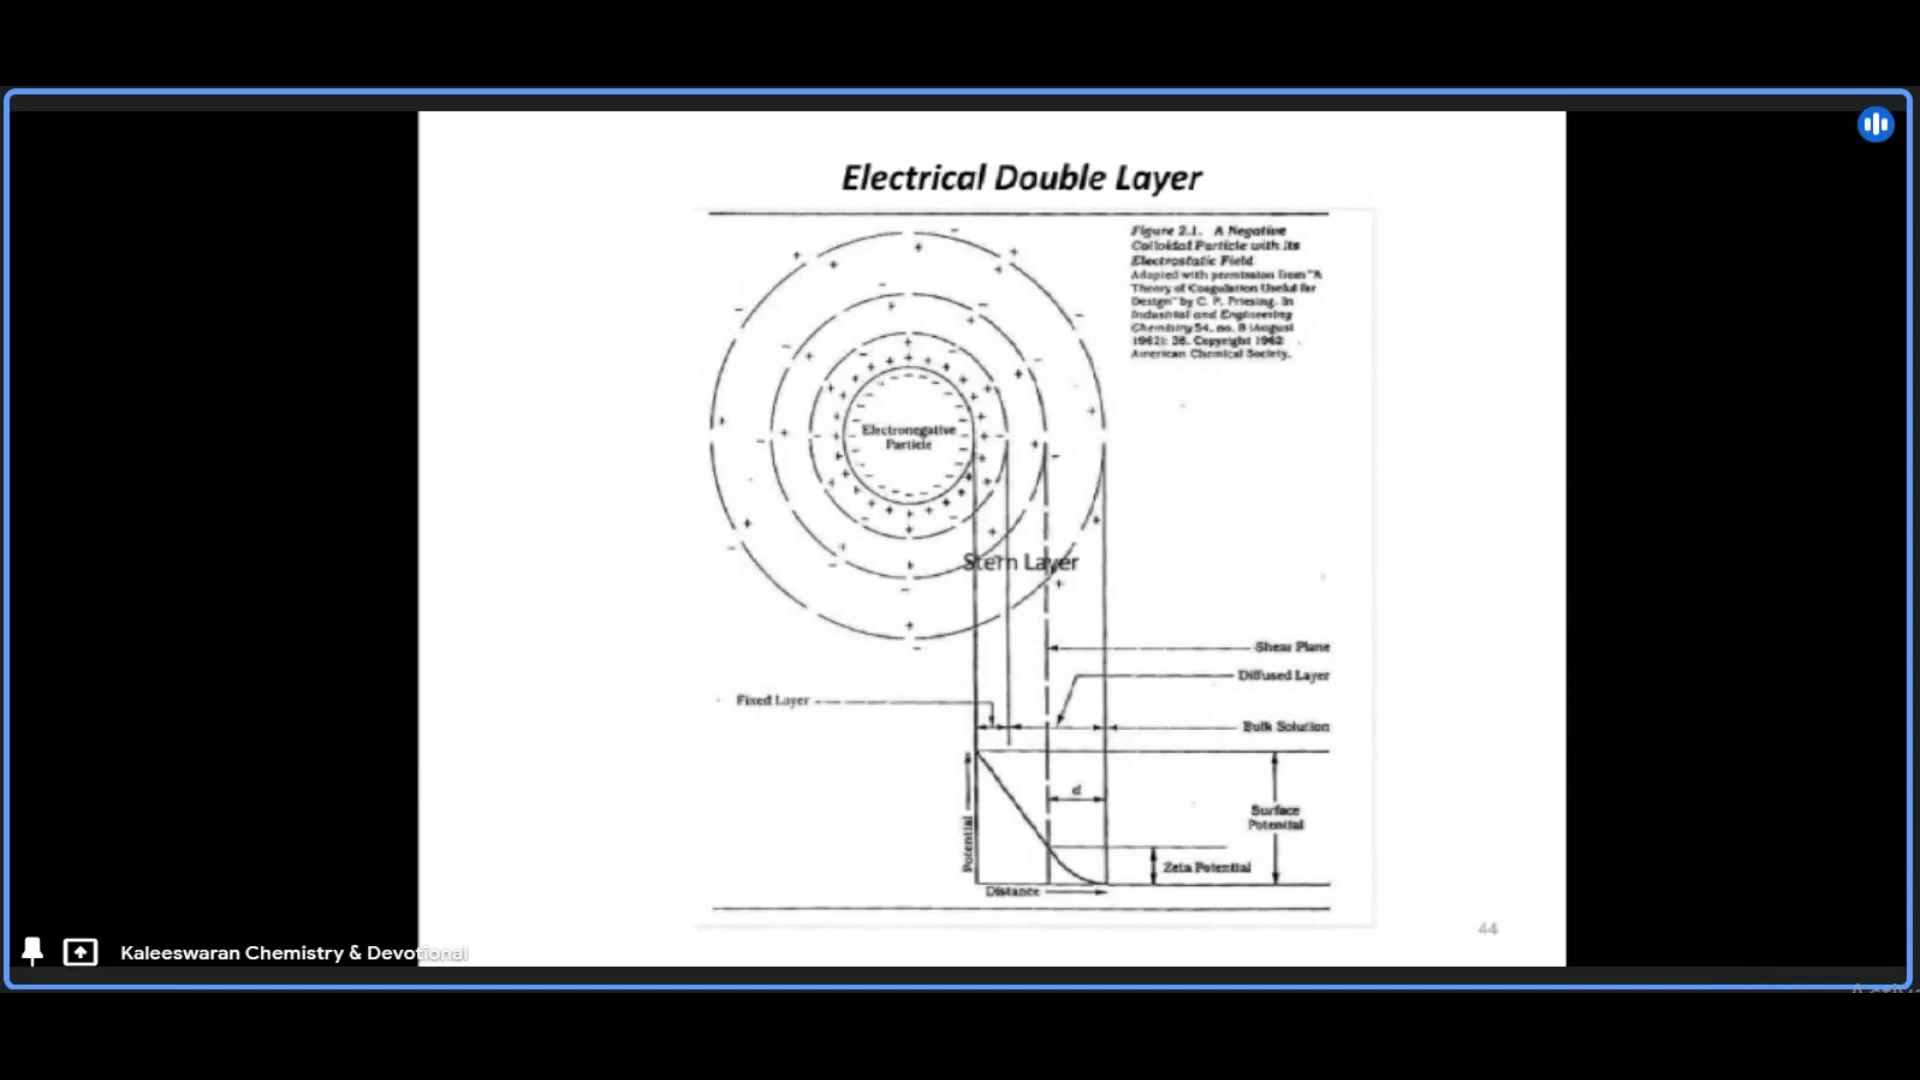 Electrical Double Layer
Figure 2.1. A Negative
Colloidal Particle with Its
Electrostatic Field
Adapted with permission from "A
Theory of Coagulation Useful for
Design" by C. P. Priesing. In
Industrial and Engineering
Chemistry 54, no. 8 (August
1962): 38. Copyright 1962
American Chemical Society.
Electronegative
Particle
Stern Layer
Shear Plane
Diffused Layer
Fixed Layer
Bulk Solution
d
Surface
Potential
Potential
Zeta Potential
Distance
44
Kaleeswaran Chemistry & Devotional